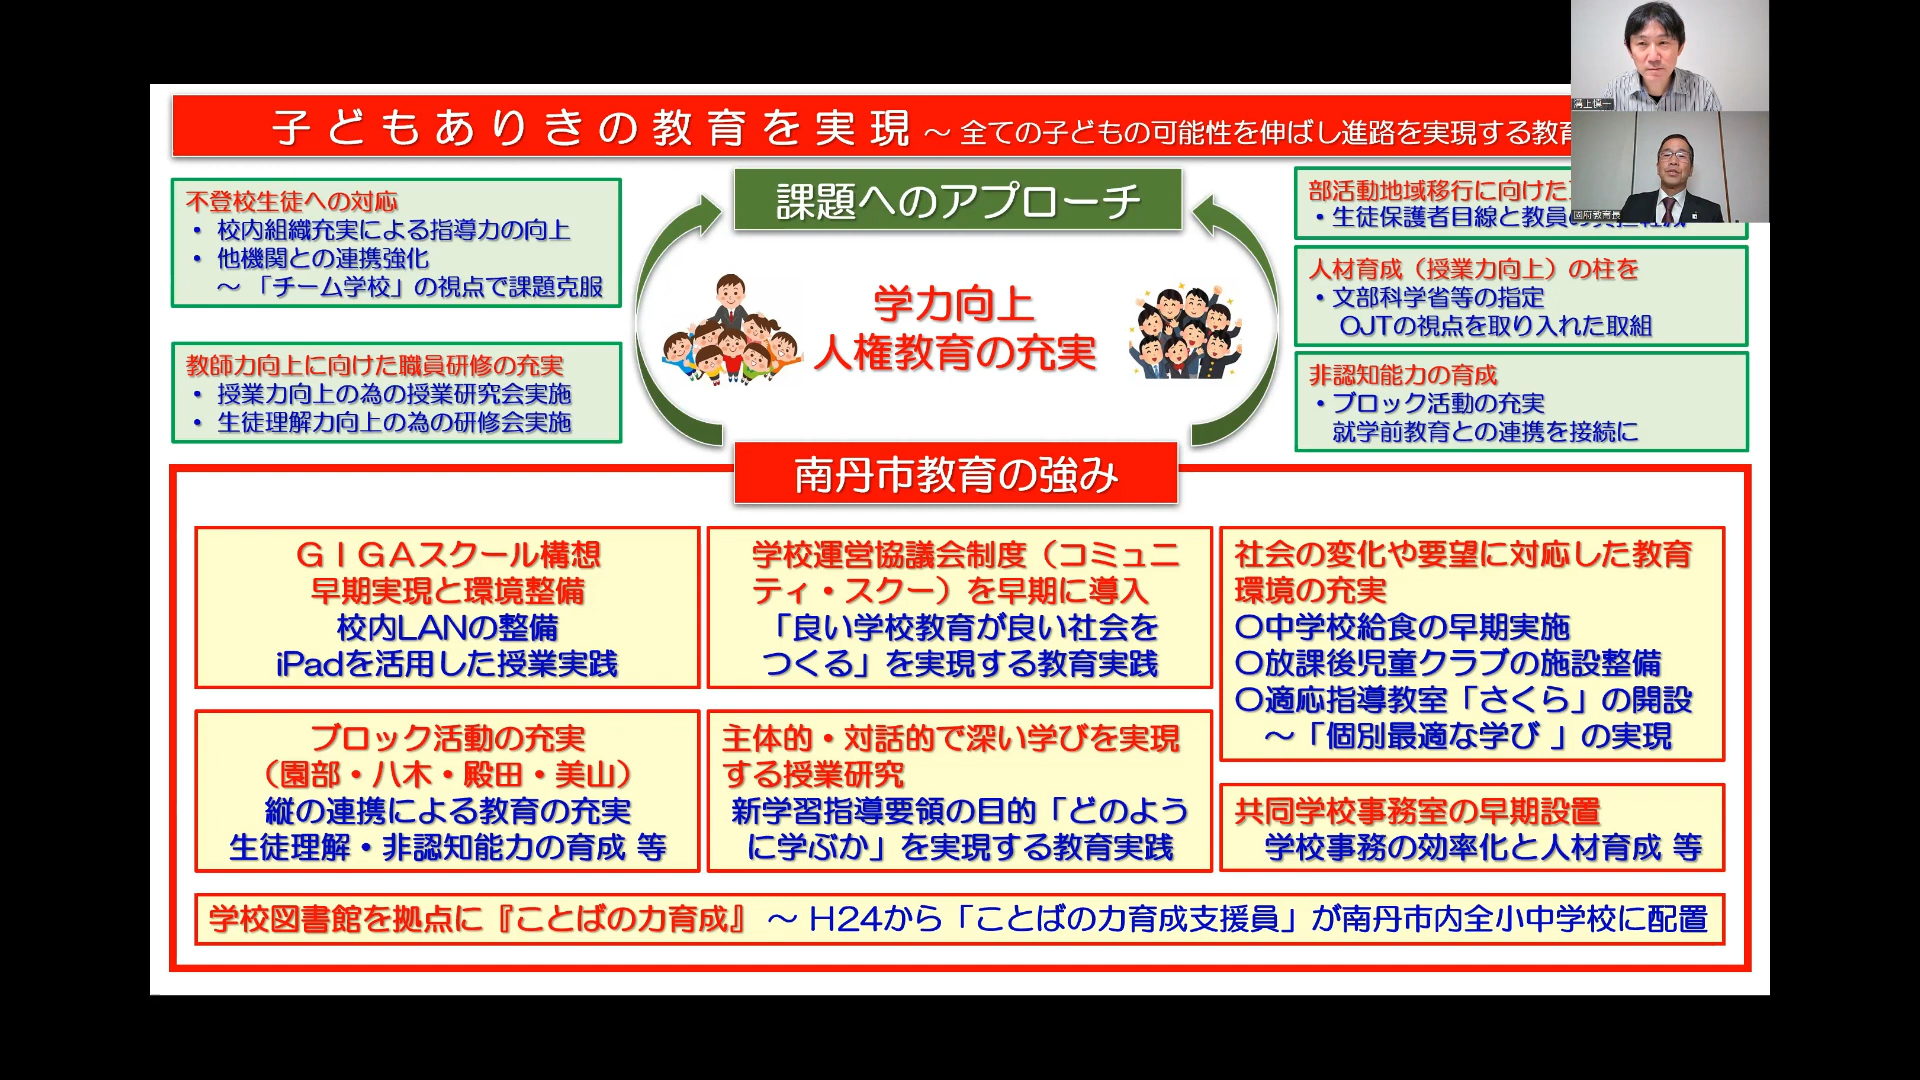 子どもありきの教育を実現 ～ 全ての子どもの可能性を伸ばし進路を実現する教育
溝上慎一
國府教育長
課題へのアプローチ
不登校生徒への対応
・ 校内組織充実による指導力の向上
・ 他機関との連携強化
～ 「チーム学校」の視点で課題克服
教師力向上に向けた職員研修の充実
・ 授業力向上の為の授業研究会実施
・ 生徒理解力向上の為の研修会実施
学力向上
人権教育の充実
部活動地域移行に向けた
・生徒保護者目線と教員の負担軽減
人材育成（授業力向上）の柱を
・文部科学省等の指定
OJTの視点を取り入れた取組
非認知能力の育成
・ブロック活動の充実
就学前教育との連携を接続に
南丹市教育の強み
ＧＩＧＡスクール構想
早期実現と環境整備
校内LANの整備
iPadを活用した授業実践
学校運営協議会制度（コミュニ
ティ・スクー）を早期に導入
「良い学校教育が良い社会を
つくる」を実現する教育実践
社会の変化や要望に対応した教育
環境の充実
〇中学校給食の早期実施
〇放課後児童クラブの施設整備
〇適応指導教室「さくら」の開設
～「個別最適な学び 」の実現
ブロック活動の充実
（園部・八木・殿田・美山）
縦の連携による教育の充実
生徒理解・非認知能力の育成 等
主体的・対話的で深い学びを実現
する授業研究
新学習指導要領の目的「どのよう
に学ぶか」を実現する教育実践
共同学校事務室の早期設置
学校事務の効率化と人材育成 等
学校図書館を拠点に『ことばの力育成』 ～ H24から「ことばの力育成支援員」が南丹市内全小中学校に配置